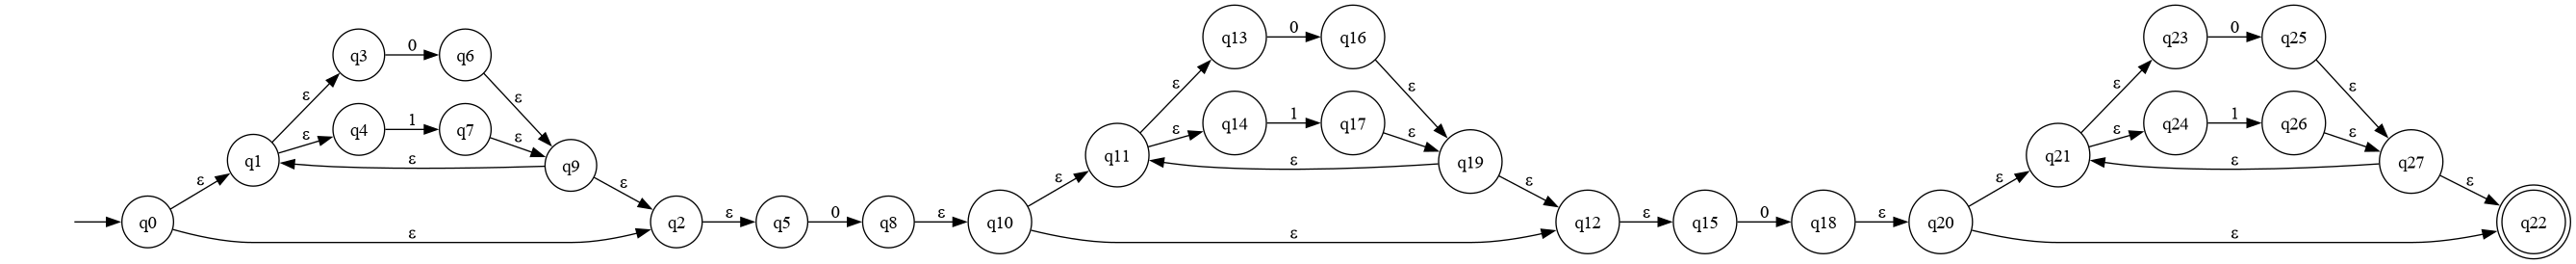 q13 0 q16
q23 0 q25
q3 0 q6
ε ε ε ε ε ε
q14 1 q17
q24 1 q26
q4 1 q7
ε ε ε ε ε ε
q1 ε q9
q11 ε q19
q21 ε q27
ε ε ε ε ε ε
q0 ε q2 ε q5 0 q8 ε q10 ε q12 ε q15 0 q18 ε q20 ε q22